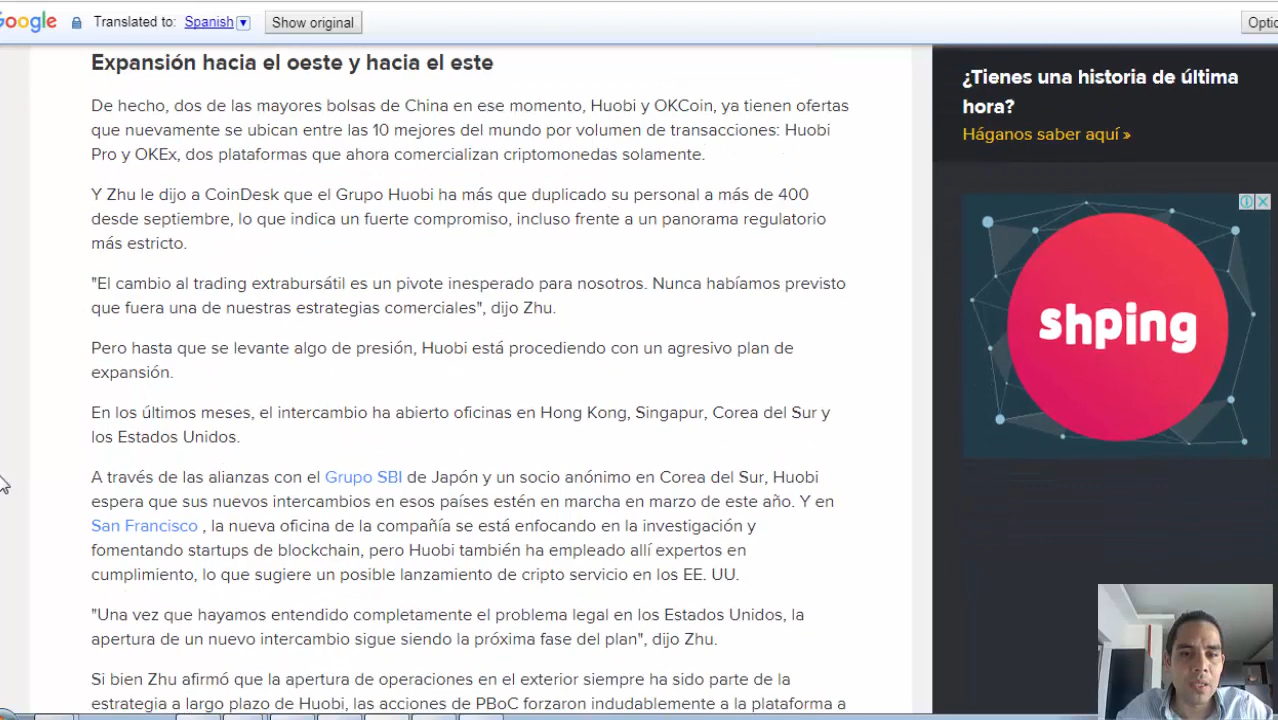 Google Translated to: Spanish Show original
Expansión hacia el oeste y hacia el este
De hecho, dos de las mayores bolsas de China en ese momento, Huobi y OKCoin, ya tienen ofertas
que nuevamente se ubican entre las 10 mejores del mundo por volumen de transacciones: Huobi
Pro y OKEx, dos plataformas que ahora comercializan criptomonedas solamente.
Y Zhu le dijo a CoinDesk que el Grupo Huobi ha más que duplicado su personal a más de 400
desde septiembre, lo que indica un fuerte compromiso, incluso frente a un panorama regulatorio
más estricto.
"El cambio al trading extrabursátil es un pivote inesperado para nosotros. Nunca habíamos previsto
que fuera una de nuestras estrategias comerciales", dijo Zhu.
Pero hasta que se levante algo de presión, Huobi está procediendo con un agresivo plan de
expansión.
En los últimos meses, el intercambio ha abierto oficinas en Hong Kong, Singapur, Corea del Sur y
los Estados Unidos.
A través de las alianzas con el Grupo SBI de Japón y un socio anónimo en Corea del Sur, Huobi
espera que sus nuevos intercambios en esos países estén en marcha en marzo de este año. Y en
San Francisco , la nueva oficina de la compañía se está enfocando en la investigación y
fomentando startups de blockchain, pero Huobi también ha empleado allí expertos en
cumplimiento, lo que sugiere un posible lanzamiento de cripto servicio en los EE. UU.
"Una vez que hayamos entendido completamente el problema legal en los Estados Unidos, la
apertura de un nuevo intercambio sigue siendo la próxima fase del plan", dijo Zhu.
Si bien Zhu afirmó que la apertura de operaciones en el exterior siempre ha sido parte de la
estrategia a largo plazo de Huobi, las acciones de PBoC forzaron indudablemente a la plataforma a
¿Tienes una historia de última
hora?
Háganos saber aquí »
shping